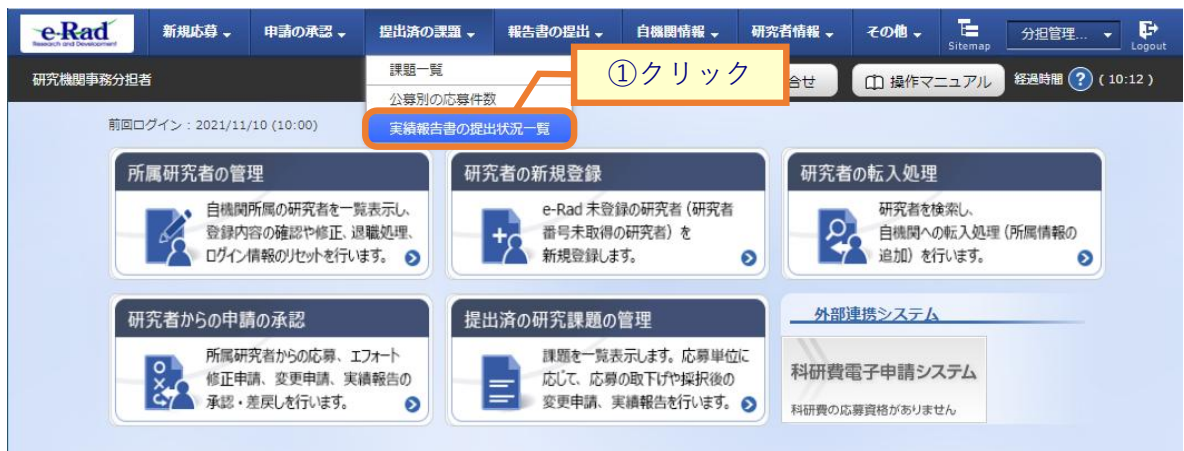 e-Rad
Research and Development
新規応募
申請の承認
提出済の課題
報告書の提出
自機関情報
研究者情報
その他
Sitemap
分担管理...
Logout
研究機関事務分担者
課題一覧
公募別の応募件数
実績報告書の提出状況一覧
①クリック
合せ
操作マニュアル
経過時間 ? ( 10:12 )
前回ログイン : 2021/11/10 (10:00)
所属研究者の管理
自機関所属の研究者を一覧表示し、
登録内容の確認や修正、退職処理、
ログイン情報のリセットを行います。
研究者の新規登録
e-Rad 未登録の研究者 (研究者
番号未取得の研究者) を
新規登録します。
研究者の転入処理
研究者を検索し、
自機関への転入処理 (所属情報の
追加) を行います。
研究者からの申請の承認
所属研究者からの応募、エフォート
修正申請、変更申請、実績報告の
承認・差戻しを行います。
提出済の研究課題の管理
課題を一覧表示します。応募単位に
応じて、応募の取下げや採択後の
変更申請、実績報告を行います。
外部連携システム
科研費電子申請システム
科研費の応募資格がありません